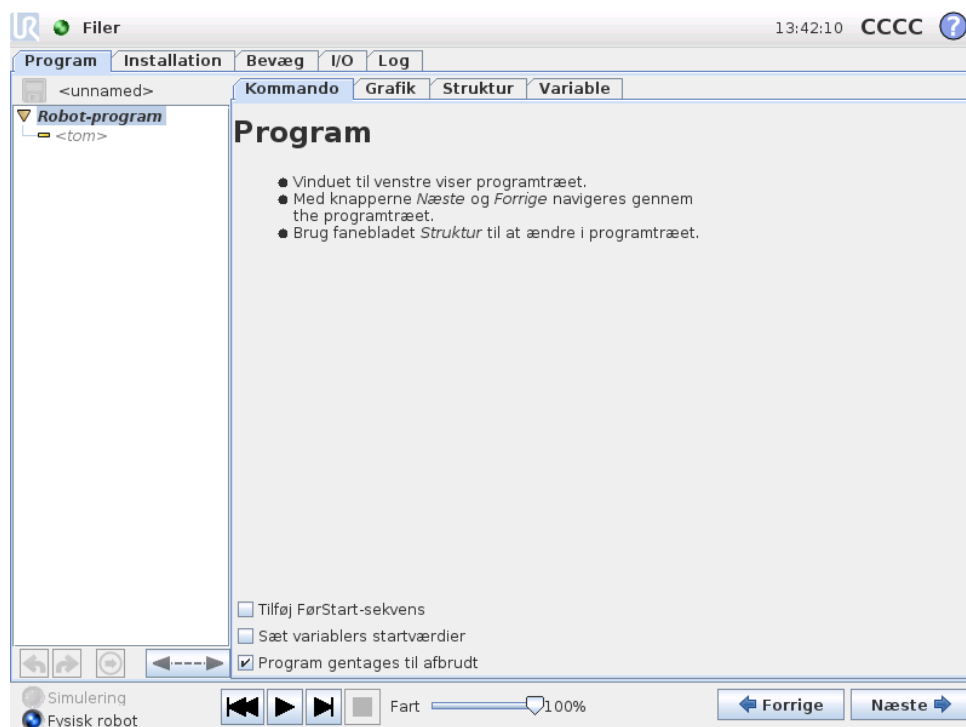 UR Filer 13:42:10 CCCC ?
Program Installation Bevæg I/O Log
<unnamed>
Kommando Grafik Struktur Variable
Robot-program
<tom>
Program
Vinduet til venstre viser programtræet.
Med knapperne Næste og Forrige navigeres gennem
the programtræet.
Brug fanebladet Struktur til at ændre i programtræet.
Tilføj FørStart-sekvens
Sæt variablers startværdier
Program gentages til afbrudt
Simulering
Fysisk robot
Fart 100%
Forrige Næste